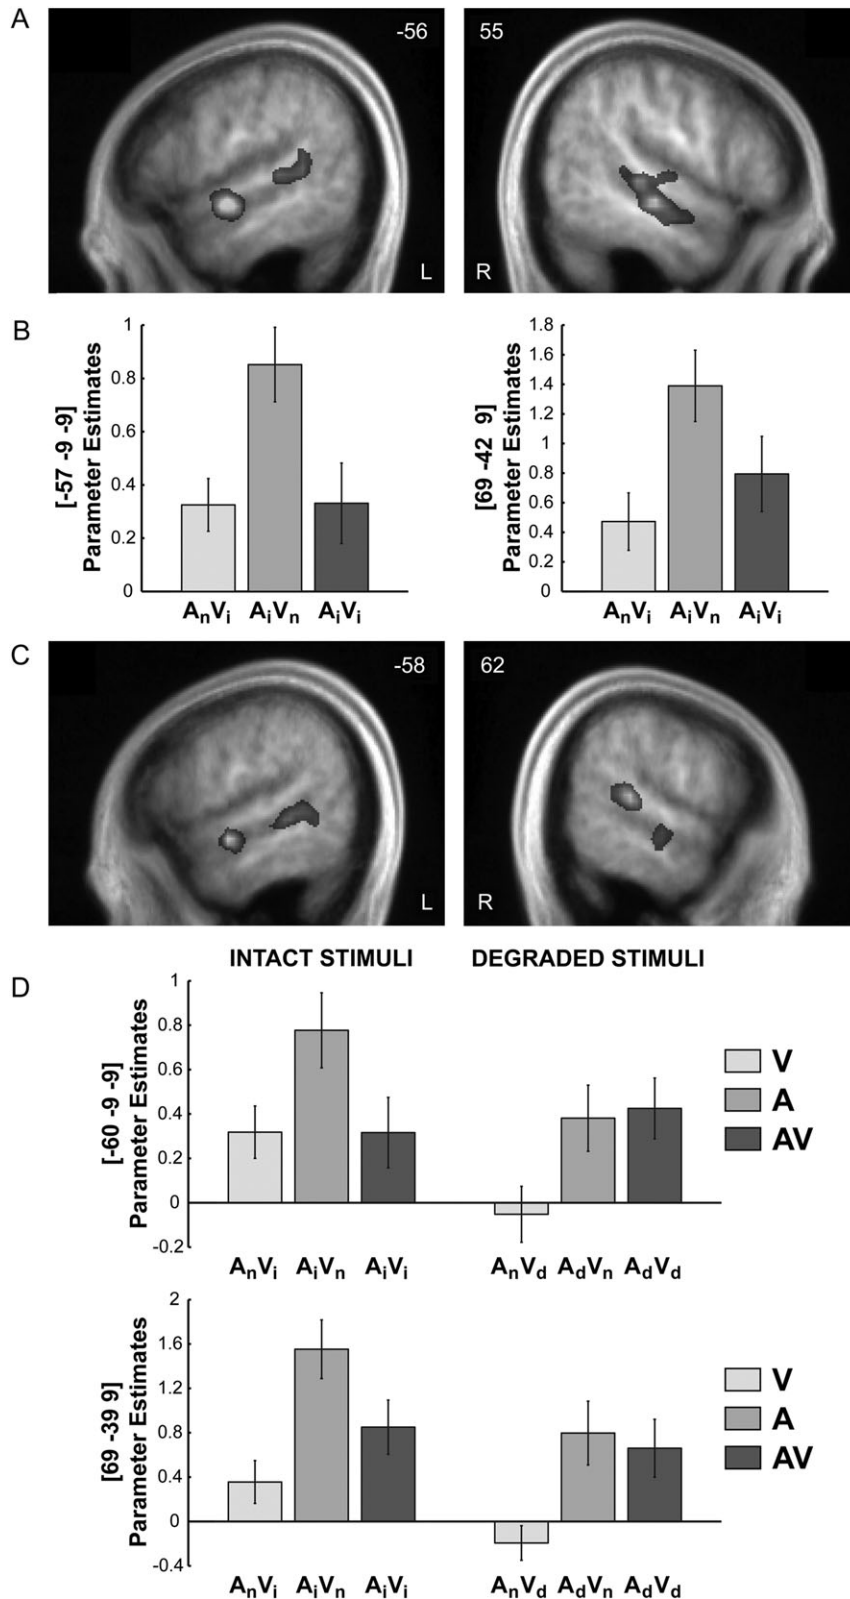 A
-56
55
L
R
B
[-57 -9 -9]
Parameter Estimates
1
0.8
0.6
0.4
0.2
0
AnVi AiVn AiVi
[69 -42 9]
Parameter Estimates
1.8
1.6
1.4
1.2
1
0.8
0.6
0.4
0.2
0
AnVi AiVn AiVi
C
-58
62
L
R
D
INTACT STIMULI DEGRADED STIMULI
[-60 -9 -9]
Parameter Estimates
1
0.8
0.6
0.4
0.2
0
-0.2
AnVi AiVn AiVi AnVd AdVn AdVd
V
A
AV
[69 -39 9]
Parameter Estimates
2
1.6
1.2
0.8
0.4
0
-0.4
AnVi AiVn AiVi AnVd AdVn AdVd
V
A
AV